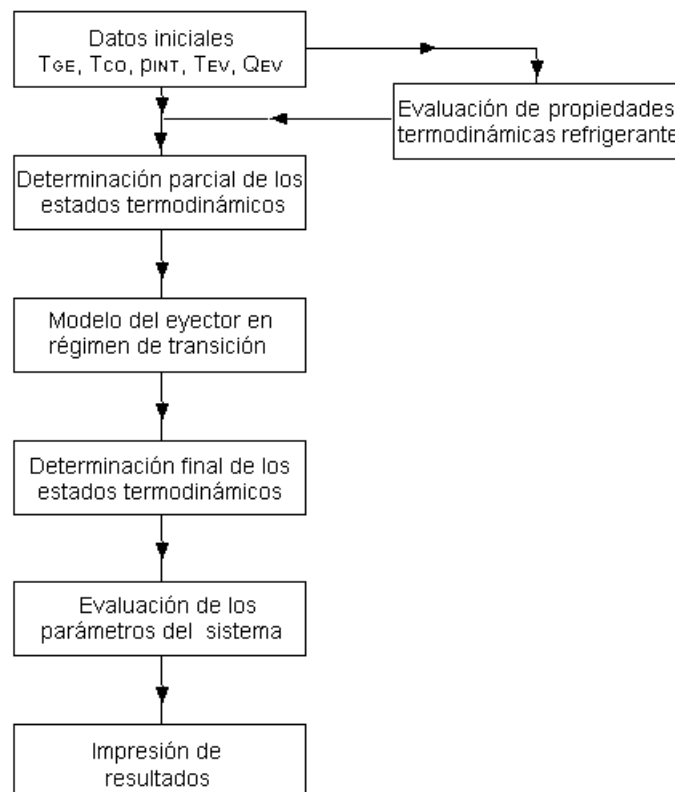 Datos iniciales
TGE, TCO, pINT, TEV, QEV
Evaluación de propiedades
termodinámicas refrigerante
Determinación parcial de los
estados termodinámicos
Modelo del eyector en
régimen de transición
Determinación final de los
estados termodinámicos
Evaluación de los
parámetros del sistema
Impresión de
resultados